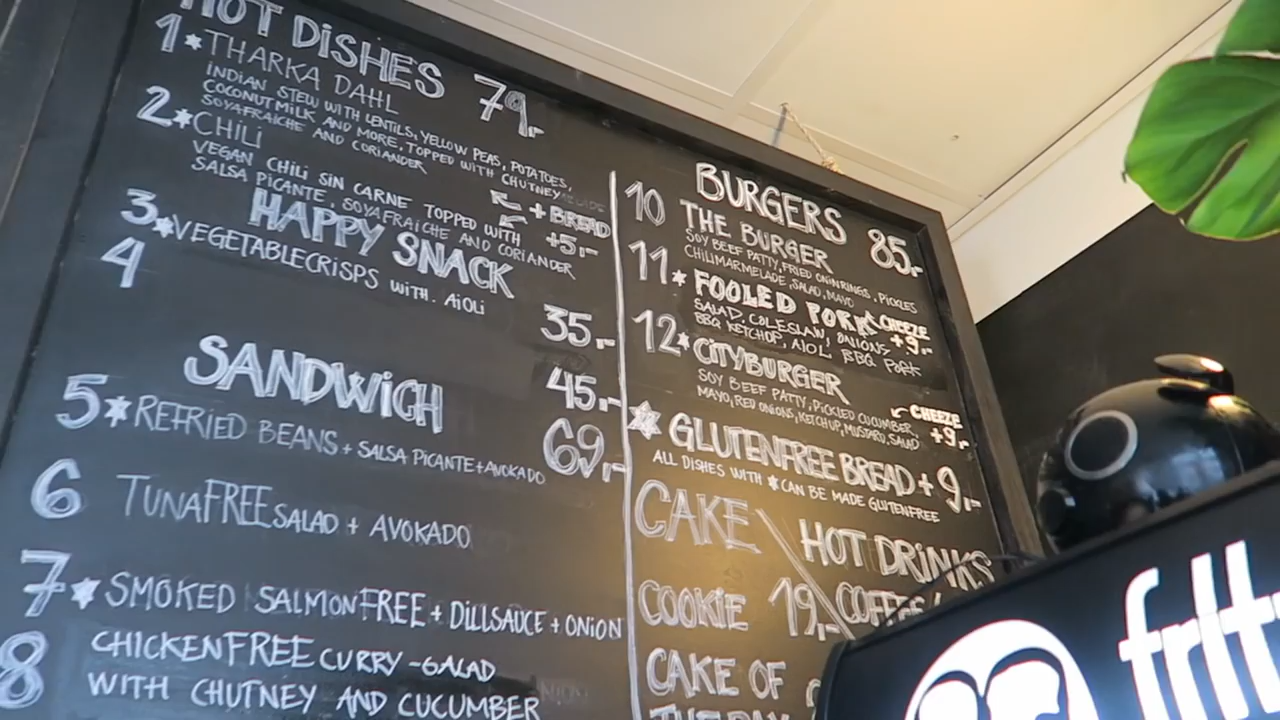 HOT DISHES 79.-
1*THARKA DAHL
INDIAN STEW WITH LENTILS, YELLOW PEAS, POTATOES,
COCONUTMILK AND MORE, TOPPED WITH CHUTNEY
SOYAFRAICHE AND CORIANDER
2*CHiLi
VEGAN CHILI SIN CARNE TOPPED WITH
SALSA PICANTE, SOYAFRAICHE AND CORIANDER
+ BREAD
+5.-
HAPPY SNACK
3*VEGETABLECRISPS WITH. AiOLi
35.-
4
45.-
SANDWiCH
69.-
5*REFRIED BEANS + SALSA PiCANTE + AVOKADO
6 TUNAFREE SALAD + AVOKADO
7*SMOKED SALMONFREE + DiLLSAUCE + ONiON
8 CHICKENFREE CURRY-SALAD
WITH CHUTNEY AND CUCUMBER
BURGERS 85.-
10 THE BURGER
SOY BEEF PATTY, FRIED ONINRINGS, PICKLES
CHILIMARMELADE, SALAD, MAYO
11*FOOLED PORK
CHEEZE
+9.-
SALAD, COLESLAW, ONIONS,
BBQ KETCHUP, AIOL, BBQ PORK
12*CiTYBURGER
SOY BEEF PATTY, PICKLED CUCUMBER
MAYO, RED ONIONS, KETCHUP, MUSTARD, SALAD
CHEEZE
+9.-
*GLUTENFREE BREAD + 9.-
ALL DISHES WITH * CAN BE MADE GLUTENFREE
CAKE
HOT DRiNKS
COOKiE 19.-
COFFEE
CAKE OF
THE DAY
frltr